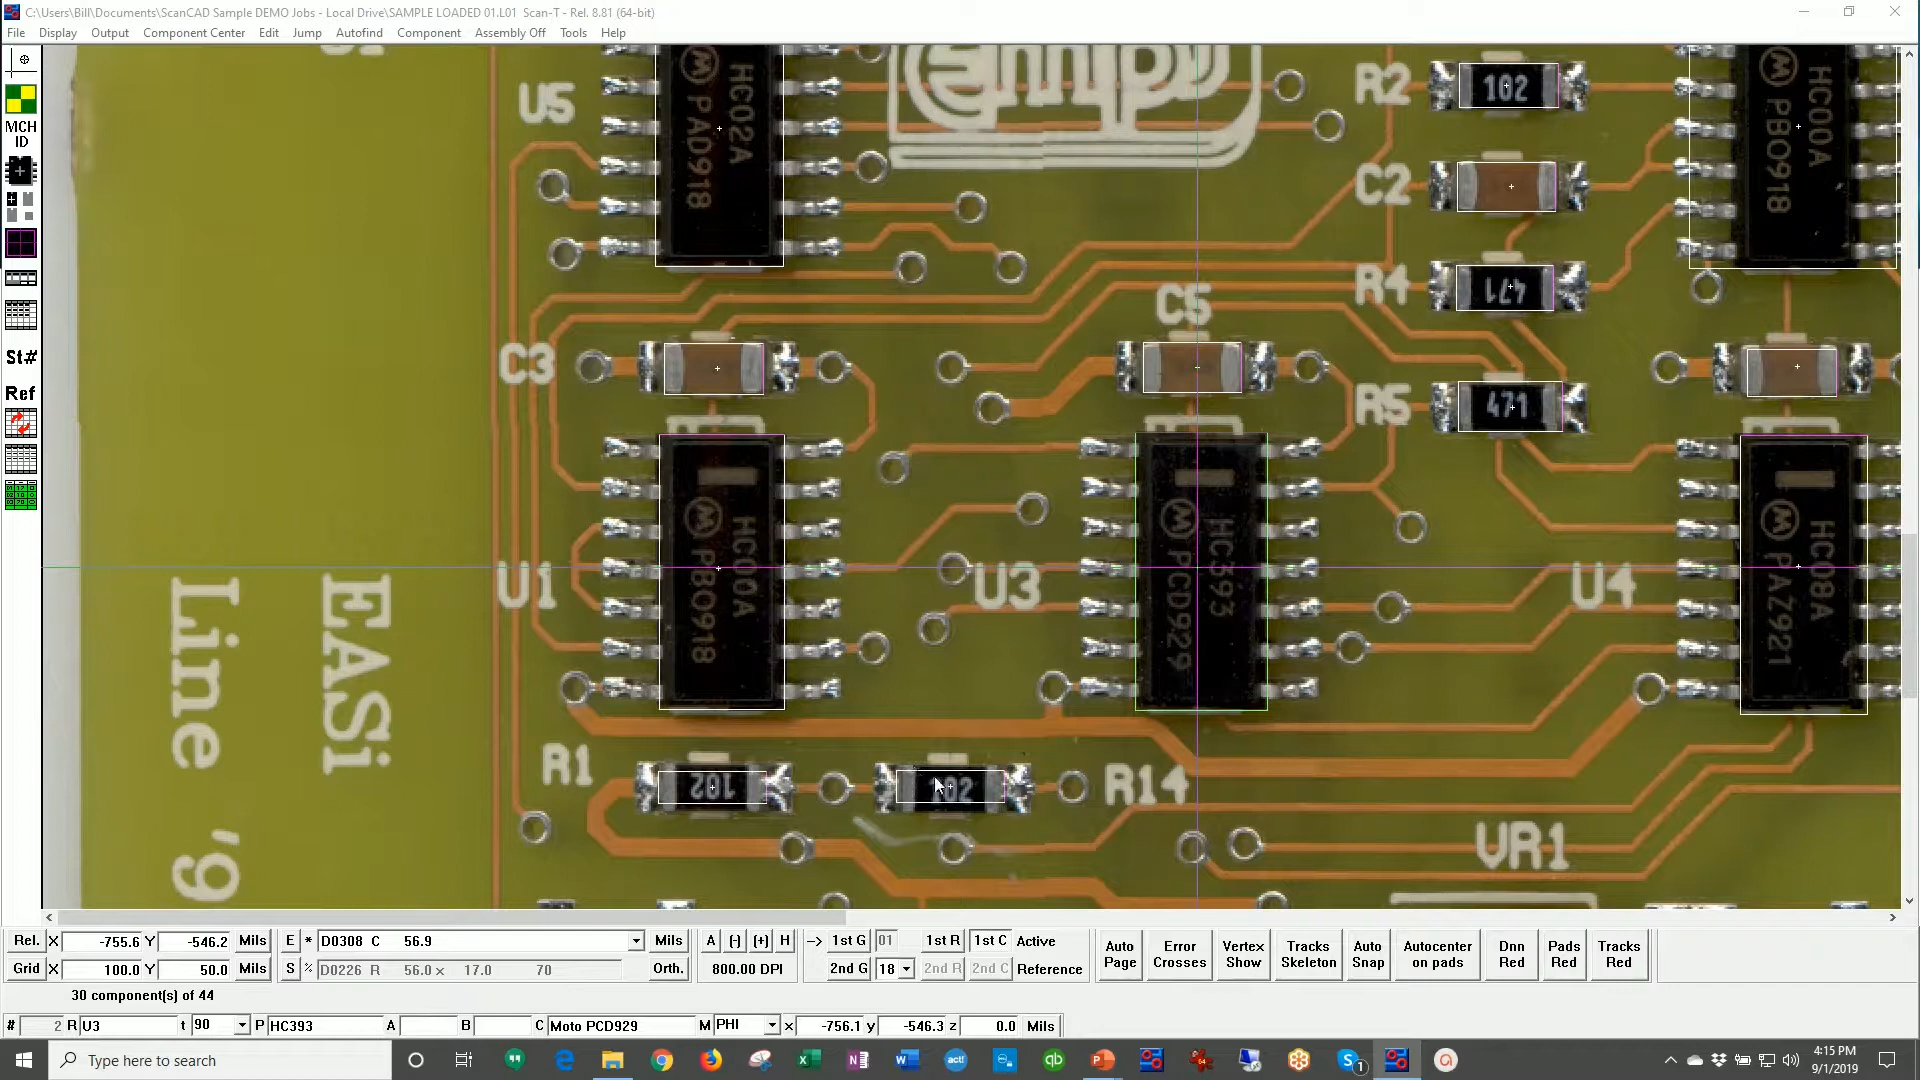 C:\Users\Bill\Documents\ScanCAD Sample DEMO Jobs - Local Drive\SAMPLE LOADED 01.L01 Scan-T - Rel. 8.81 (64-bit)
File Display Output Component Center Edit Jump Autofind Component Assembly Off Tools Help
MCH
ID
St#
Ref
U5
HC02A
PAD918
R2
102
HC00A
PBO918
C2
R4
471
C3
C5
R5
471
U1
HC00A
PBO918
U3
HC393
PCD929
U4
HC08A
PAZ921
EASi
Line '9
R1
102
202
R14
VR1
Rel. X -755.6 Y -546.2 Mils E * D0308 C 56.9 Mils A [-] [+] H --> 1st G 01 1st R 1st C Active
Grid X 100.0 Y 50.0 Mils S % D0226 R 56.0 x 17.0 70 Orth. 800.00 DPI 2nd G 18 2nd R 2nd C Reference
Auto Page
Error Crosses
Vertex Show
Tracks Skeleton
Auto Snap
Autocenter on pads
Dnn Red
Pads Red
Tracks Red
30 component(s) of 44
# 2 R U3 t 90 P HC393 A B C Moto PCD929 M PHI x -756.1 y -546.3 z 0.0 Mils
Type here to search
act!
qb
4:15 PM
9/1/2019